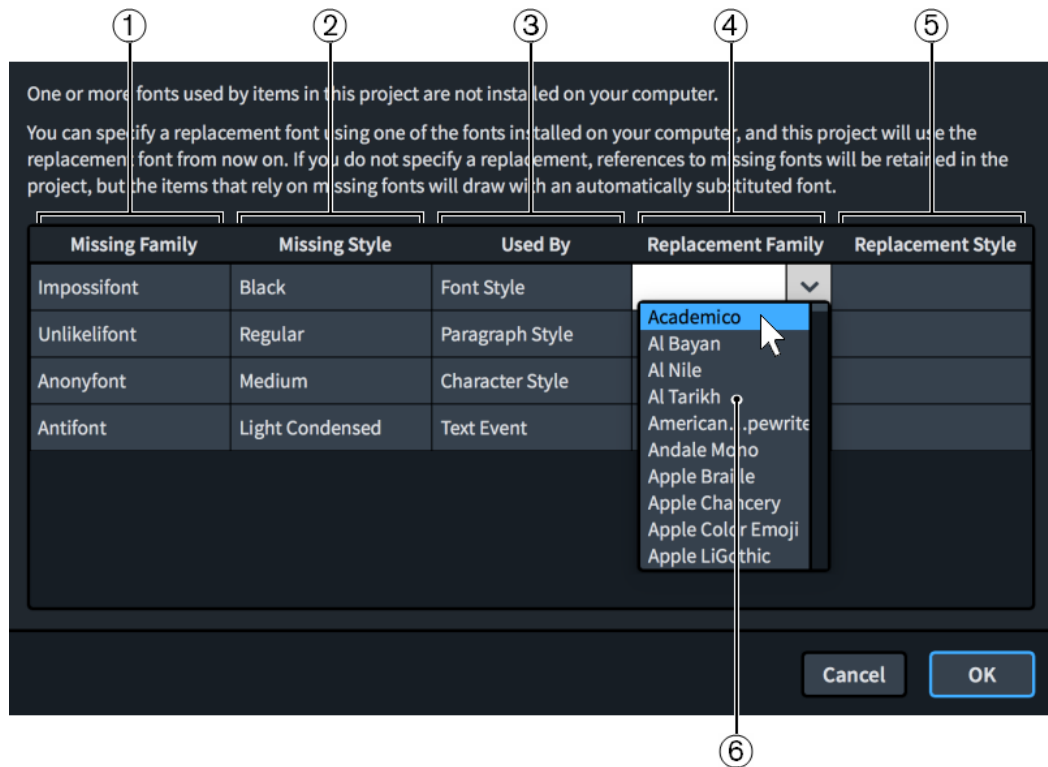 ① ② ③ ④ ⑤
One or more fonts used by items in this project are not installed on your computer.
You can specify a replacement font using one of the fonts installed on your computer, and this project will use the
replacement font from now on. If you do not specify a replacement, references to missing fonts will be retained in the
project, but the items that rely on missing fonts will draw with an automatically substituted font.
Missing Family Missing Style Used By Replacement Family Replacement Style
Impossifont Black Font Style
Unlikelifont Regular Paragraph Style
Anonyfont Medium Character Style
Antifont Light Condensed Text Event
Academico
Al Bayan
Al Nile
Al Tarikh
American...pewrite
Andale Mono
Apple Braille
Apple Chancery
Apple Color Emoji
Apple LiGothic
Cancel OK
⑥